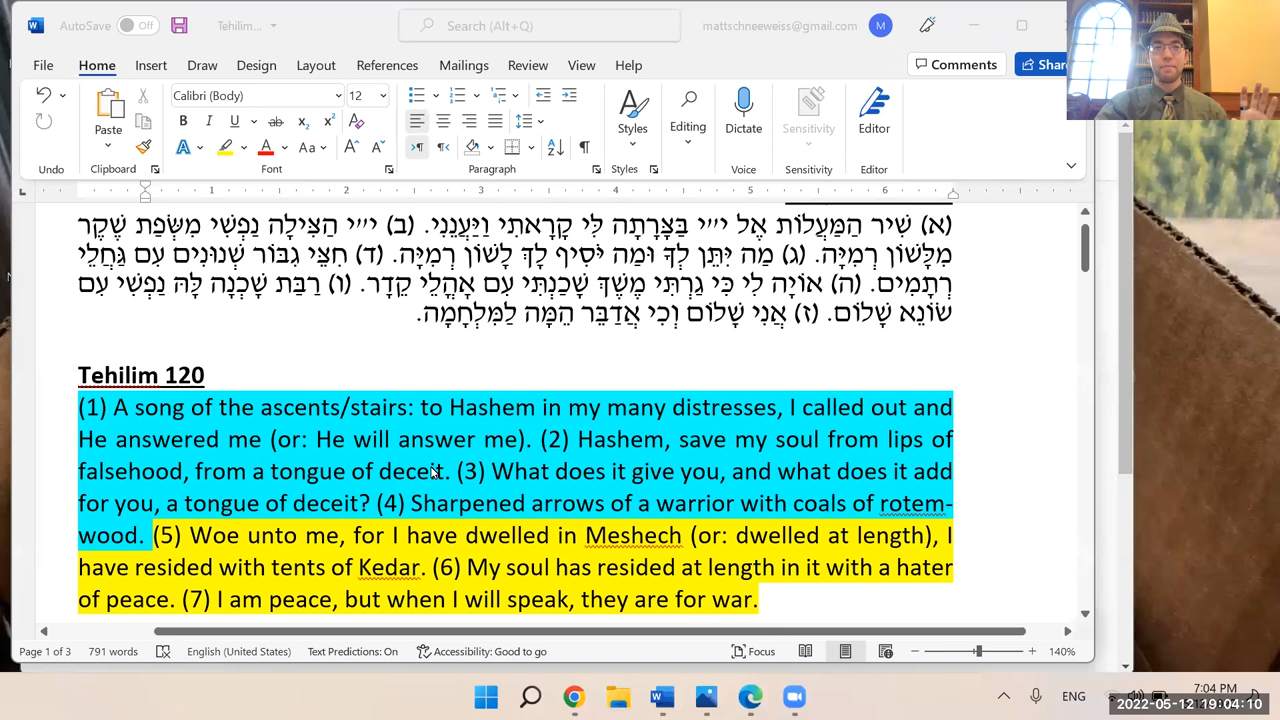 AutoSave Off Tehilim... Search (Alt+Q) mattschneeweiss@gmail.com M
File Home Insert Draw Design Layout References Mailings Review View Help Comments Share
Calibri (Body) 12
Paste Styles Editing Dictate Sensitivity Editor
Undo Clipboard Font Paragraph Styles Voice Sensitivity Editor
1 2 3 4 5 6
(א) שִׁיר הַמַּעֲלוֹת אֶל י״י בַּצָּרָתָה לִּי קָרָאתִי וַיַּעֲנֵנִי. (ב) י״י הַצִּילָה נַפְשִׁי מִשְּׂפַת שֶׁקֶר
מִלָּשׁוֹן רְמִיָּה. (ג) מַה יִּתֵּן לְךָ וּמַה יֹּסִיף לָךְ לָשׁוֹן רְמִיָּה. (ד) חִצֵּי גִבּוֹר שְׁנוּנִים עִם גַּחֲלֵי
רְתָמִים. (ה) אוֹיָה לִי כִּי גַרְתִּי מֶשֶׁךְ שָׁכַנְתִּי עִם אׇהֳלֵי קֵדָר. (ו) רַבַּת שָׁכְנָה לָּהּ נַפְשִׁי עִם
שׂוֹנֵא שָׁלוֹם. (ז) אֲנִי שָׁלוֹם וְכִי אֲדַבֵּר הֵמָּה לַמִּלְחָמָה.
Tehilim 120
(1) A song of the ascents/stairs: to Hashem in my many distresses, I called out and
He answered me (or: He will answer me). (2) Hashem, save my soul from lips of
falsehood, from a tongue of deceit. (3) What does it give you, and what does it add
for you, a tongue of deceit? (4) Sharpened arrows of a warrior with coals of rotem-
wood. (5) Woe unto me, for I have dwelled in Meshech (or: dwelled at length), I
have resided with tents of Kedar. (6) My soul has resided at length in it with a hater
of peace. (7) I am peace, but when I will speak, they are for war.
Page 1 of 3 791 words English (United States) Text Predictions: On Accessibility: Good to go Focus 140%
ENG 7:04 PM
2022-05-12 19:04:10